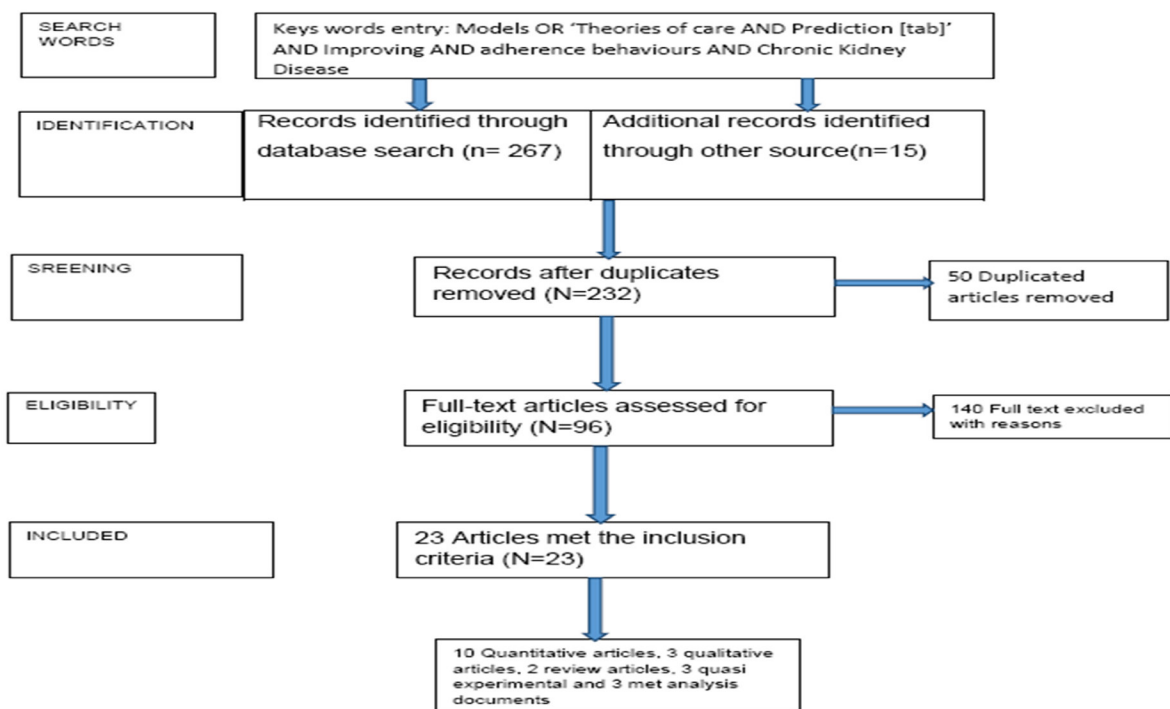 SEARCH
WORDS
Keys words entry: Models OR ‘Theories of care AND Prediction [tab]’
AND Improving AND adherence behaviours AND Chronic Kidney
Disease
IDENTIFICATION
Records identified through
database search (n= 267)
Additional records identified
through other source(n=15)
SREENING
Records after duplicates
removed (N=232)
50 Duplicated
articles removed
ELIGIBILITY
Full-text articles assessed for
eligibility (N=96)
140 Full text excluded
with reasons
INCLUDED
23 Articles met the inclusion
criteria (N=23)
10 Quantitative articles, 3 qualitative
articles, 2 review articles, 3 quasi
experimental and 3 met analysis
documents